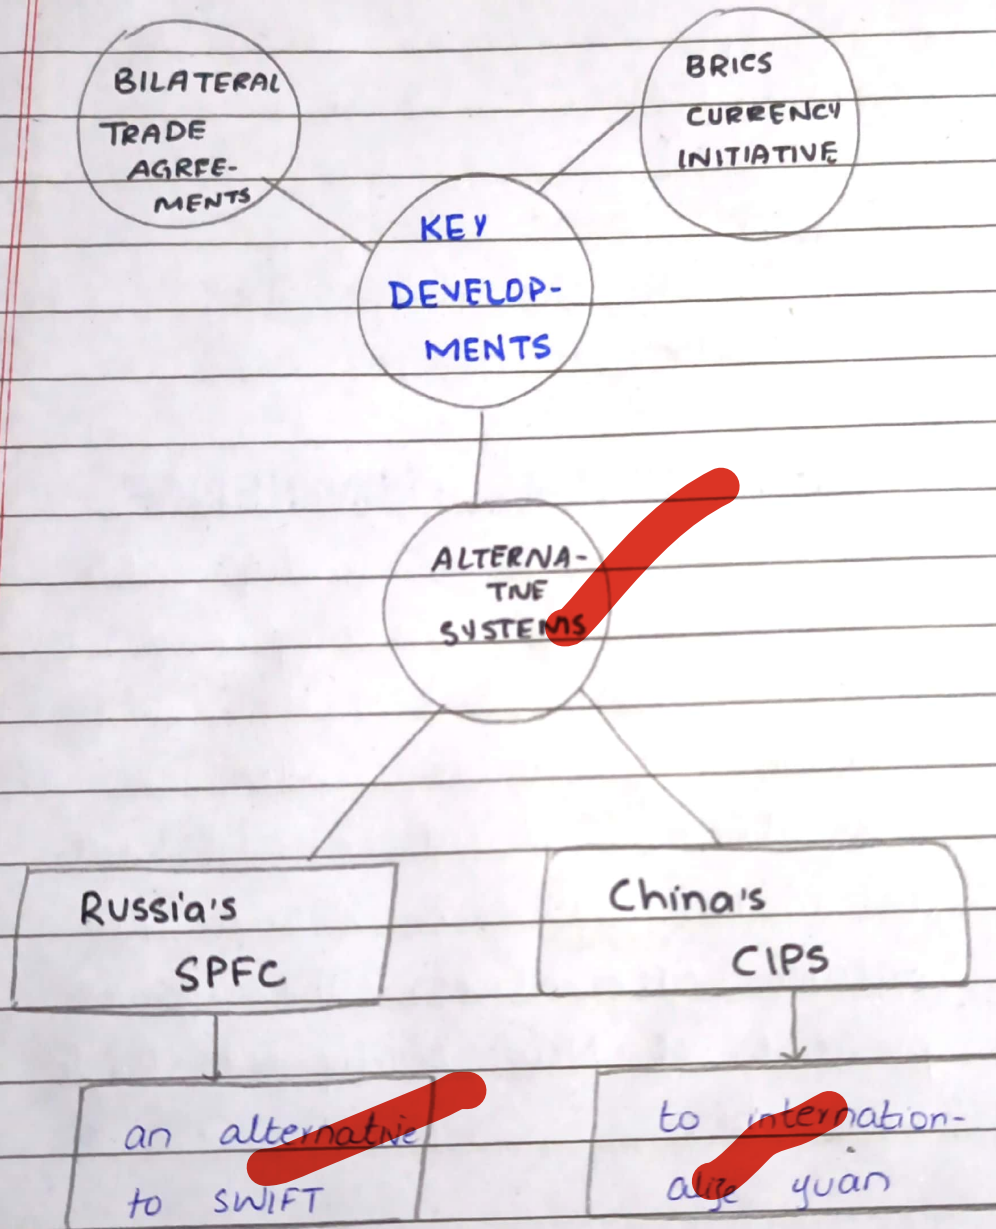 BILATERAL
TRADE
AGREE-
MENTS
BRICS
CURRENCY
INITIATIVE
KEY
DEVELOP-
MENTS
ALTERNA-
TIVE
SYSTEMS
Russia's
SPFC
China's
CIPS
an alternative
to SWIFT
to internation-
alize yuan